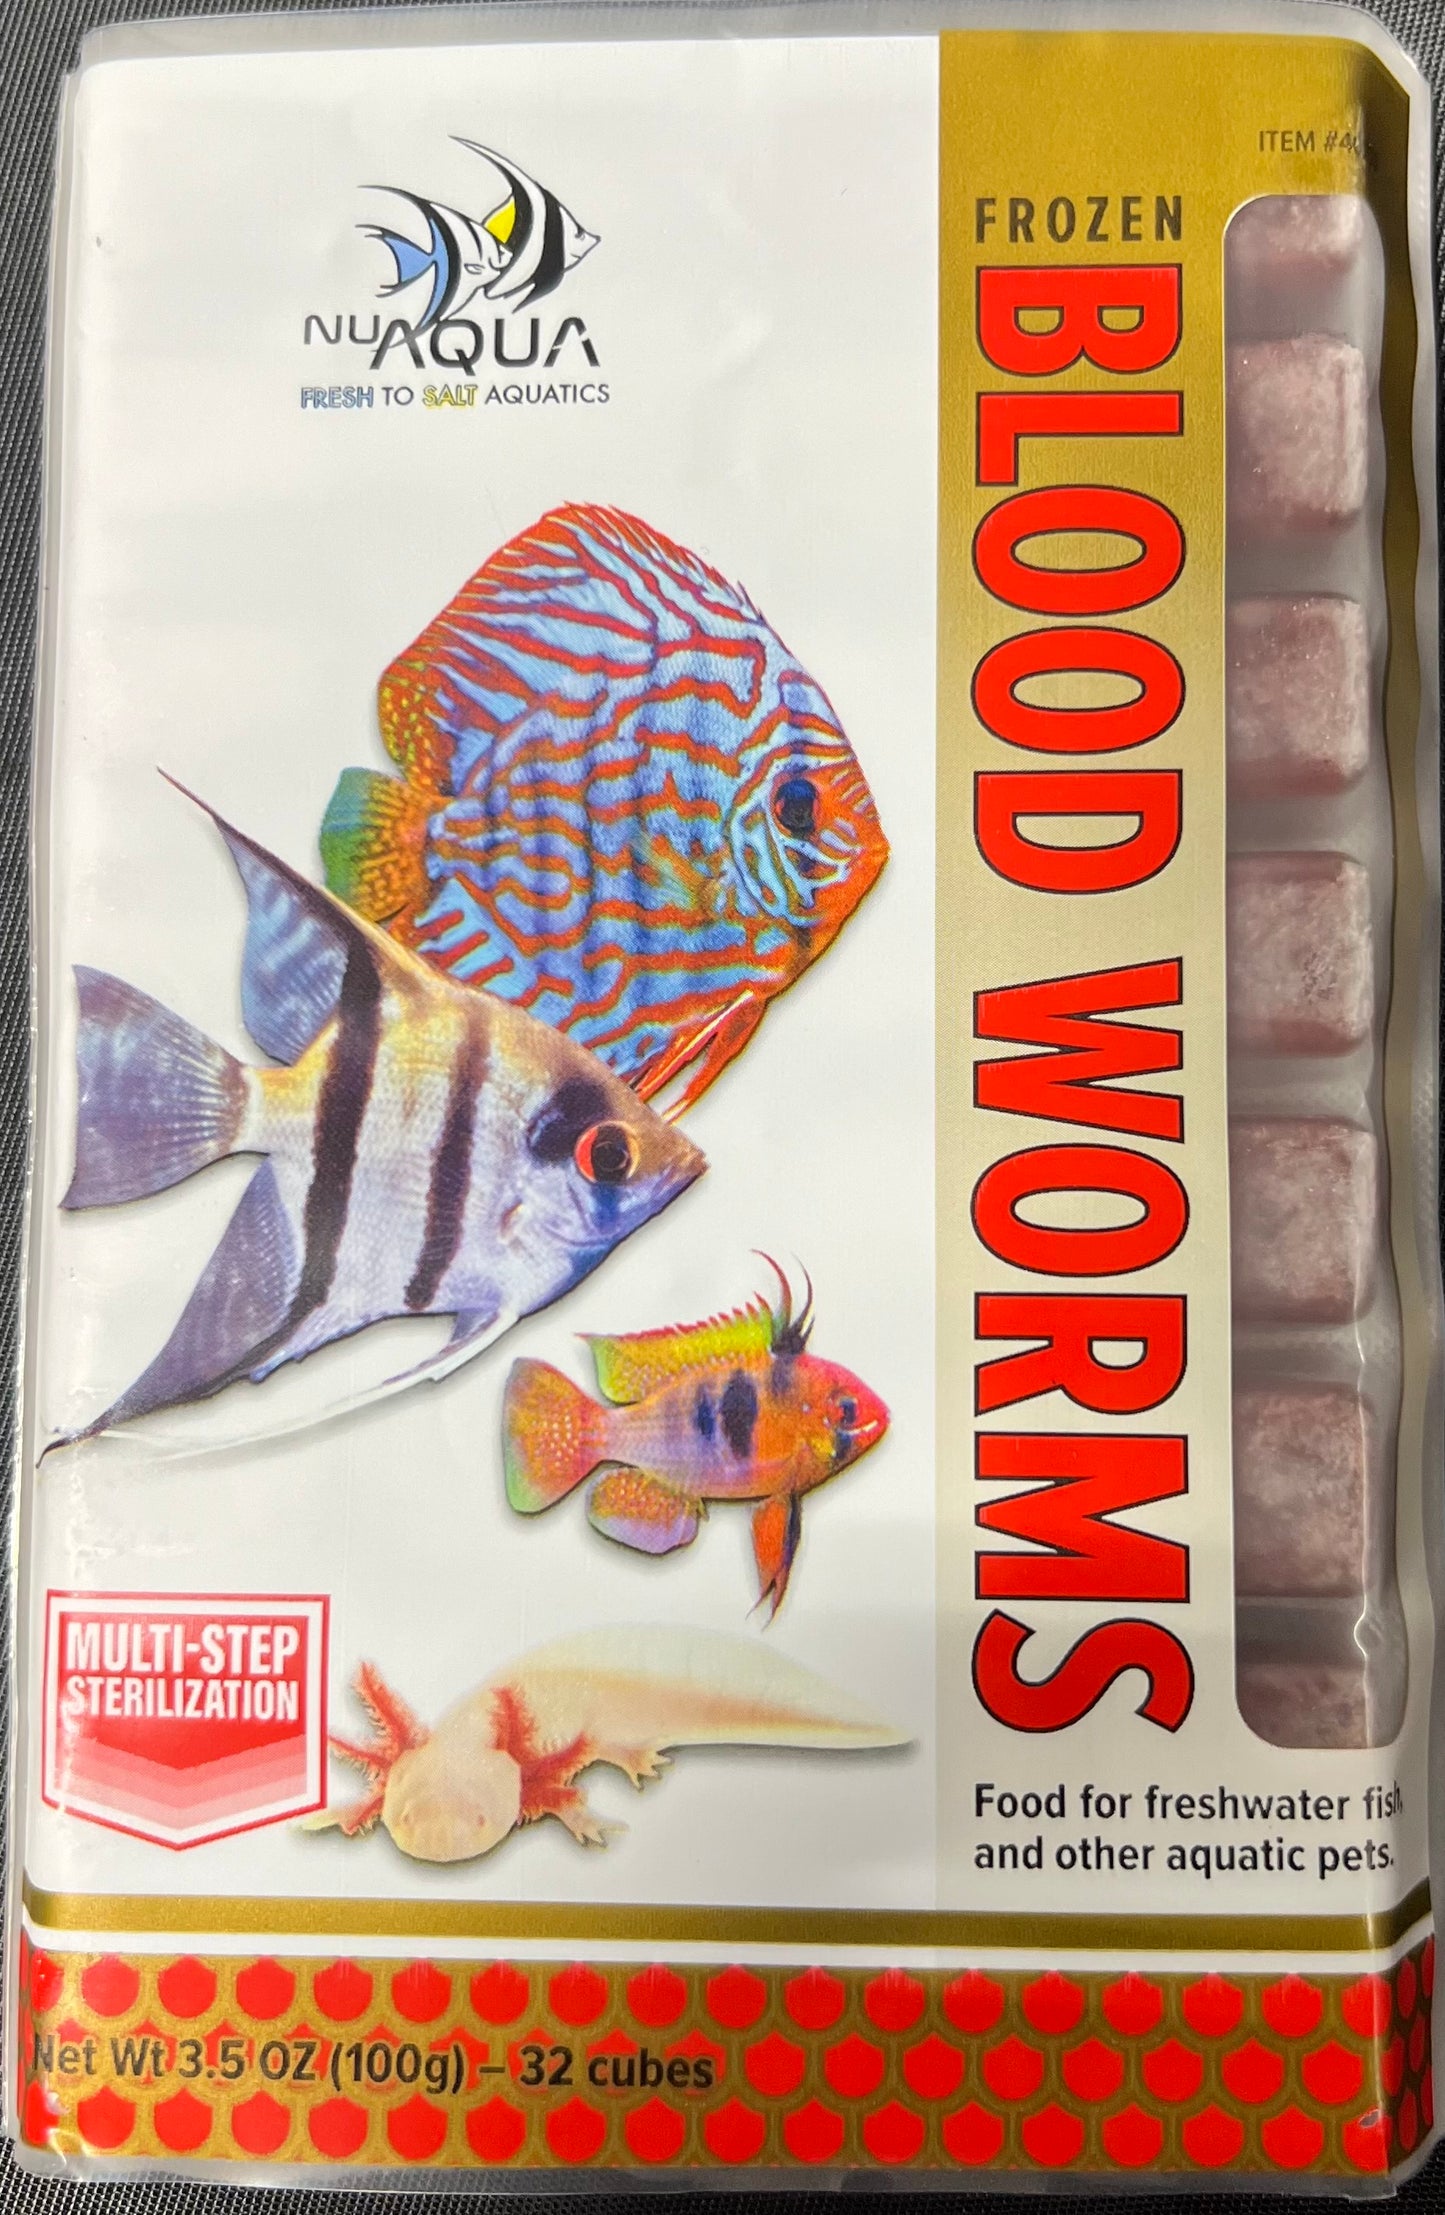 ITEM #4
FROZEN
BLOOD WORMS
NUAQUA
FRESH TO SALT AQUATICS
MULTI-STEP
STERILIZATION
Food for freshwater fish,
and other aquatic pets.
Net Wt 3.5 OZ (100g) – 32 cubes